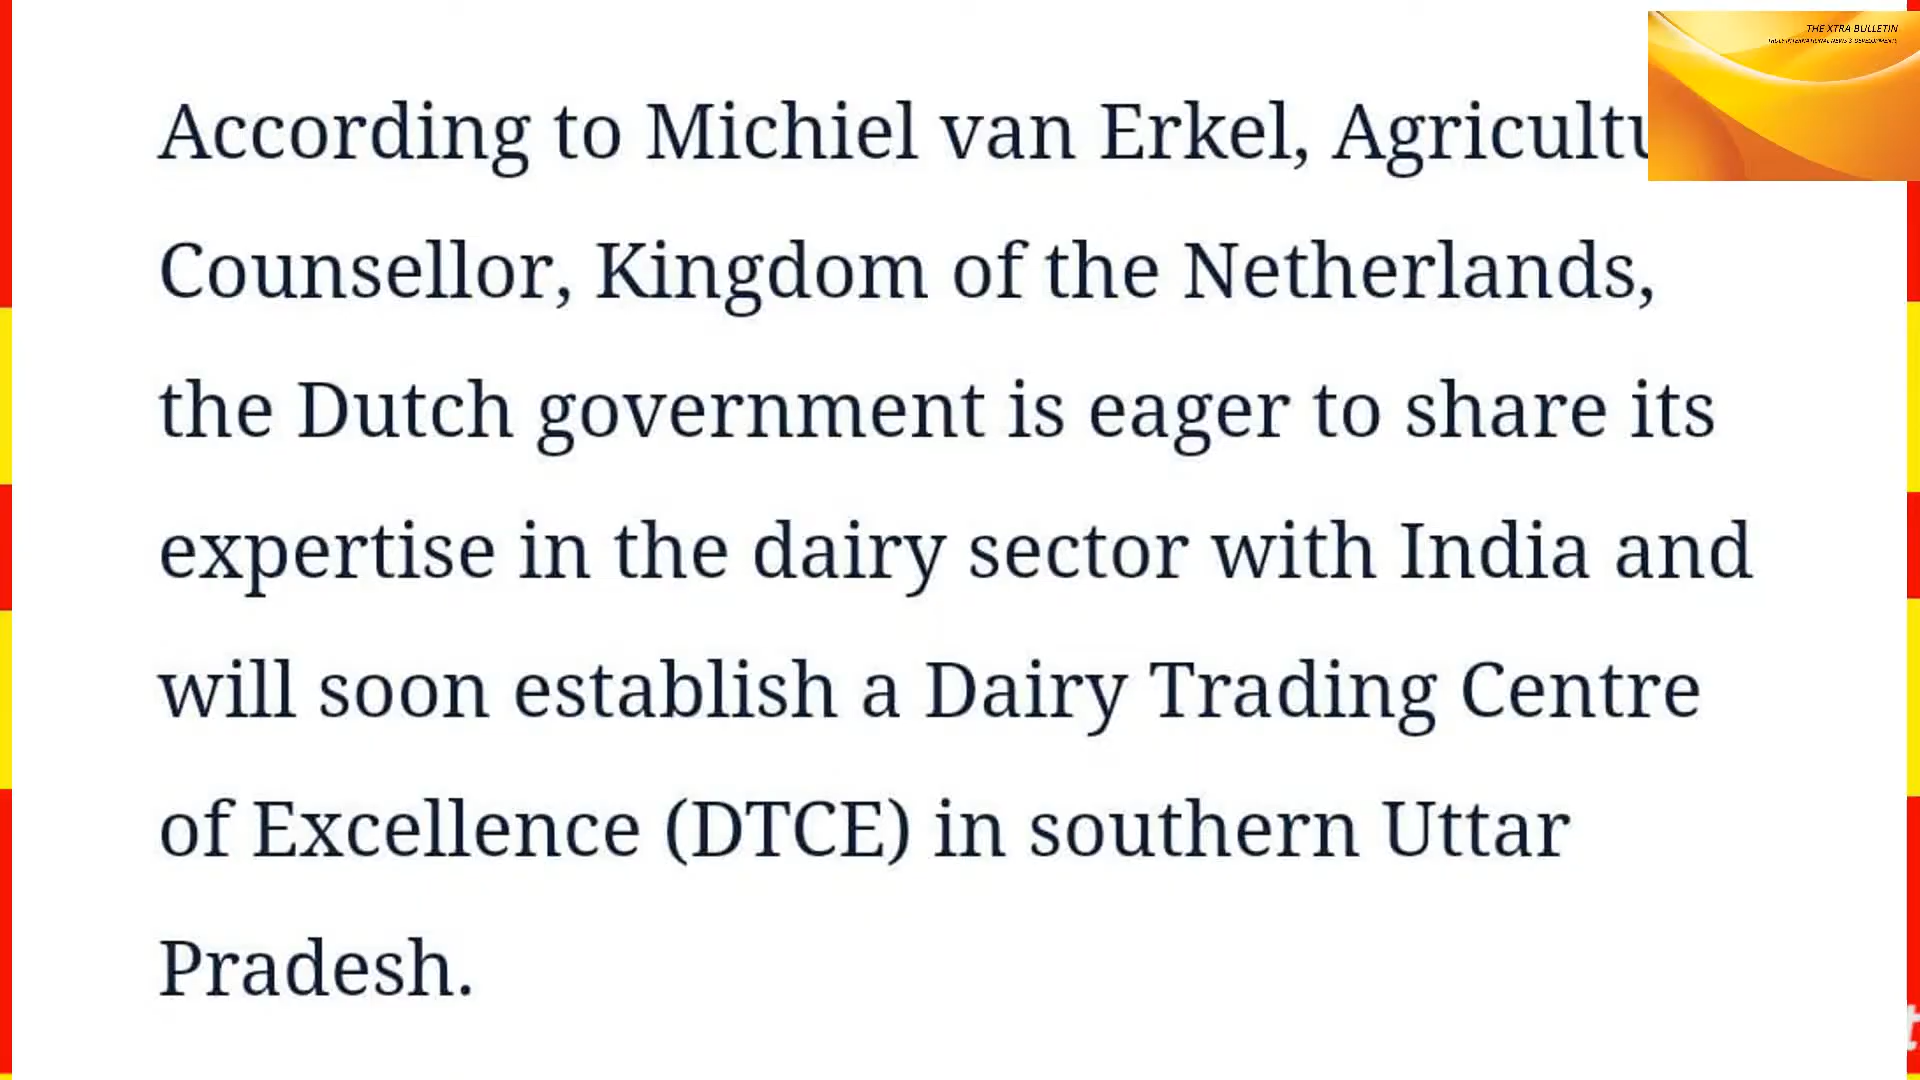 THE XTRA BULLETIN
According to Michiel van Erkel, Agricultu
Counsellor, Kingdom of the Netherlands,
the Dutch government is eager to share its
expertise in the dairy sector with India and
will soon establish a Dairy Trading Centre
of Excellence (DTCE) in southern Uttar
Pradesh.